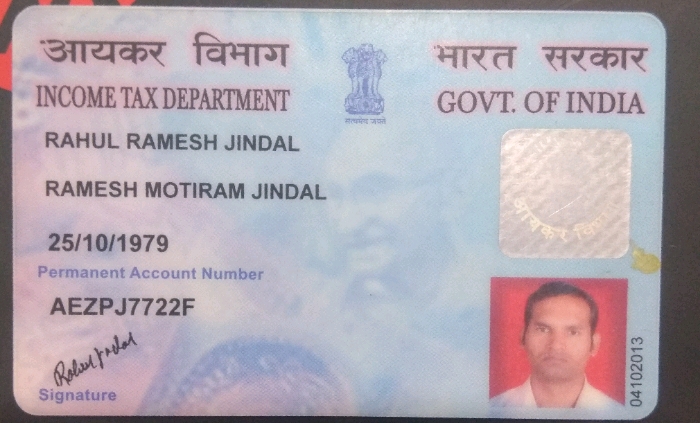 आयकर विभाग
INCOME TAX DEPARTMENT
भारत सरकार
GOVT. OF INDIA
सत्यमेव जयते
RAHUL RAMESH JINDAL
RAMESH MOTIRAM JINDAL
25/10/1979
Permanent Account Number
AEZPJ7722F
Rahul Jindal
Signature
आयकर विभाग
04102013